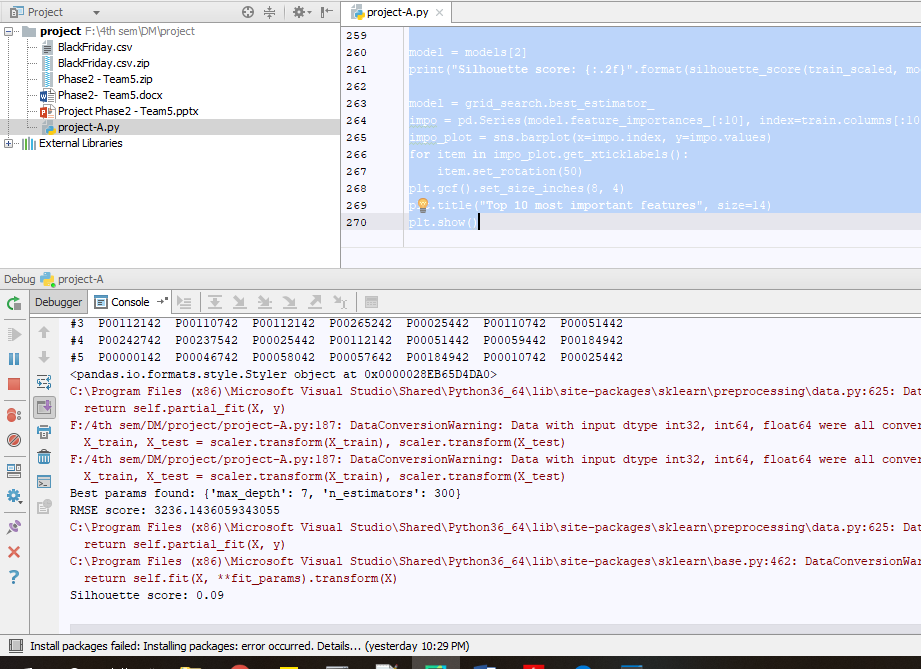 Project
project-A.py
project F:\4th sem\DM\project
BlackFriday.csv
BlackFriday.csv.zip
Phase2 - Team5.zip
Phase2- Team5.docx
Project Phase2 - Team5.pptx
project-A.py
External Libraries
259
260 model = models[2]
261 print("Silhouette score: {:.2f}".format(silhouette_score(train_scaled, mo
262
263 model = grid_search.best_estimator_
264 impo = pd.Series(model.feature_importances_[:10], index=train.columns[:10
265 impo_plot = sns.barplot(x=impo.index, y=impo.values)
266 for item in impo_plot.get_xticklabels():
267 item.set_rotation(50)
268 plt.gcf().set_size_inches(8, 4)
269 p .title("Top 10 most important features", size=14)
270 plt.show()
Debug project-A
Debugger Console
#3 P00112142 P00110742 P00112142 P00265242 P00025442 P00110742 P00051442
#4 P00242742 P00237542 P00025442 P00112142 P00051442 P00059442 P00184942
#5 P00000142 P00046742 P00058042 P00057642 P00184942 P00010742 P00025442
<pandas.io.formats.style.Styler object at 0x0000028EB65D4DA0>
C:\Program Files (x86)\Microsoft Visual Studio\Shared\Python36_64\lib\site-packages\sklearn\preprocessing\data.py:625: Dat
return self.partial_fit(X, y)
F:/4th sem/DM/project/project-A.py:187: DataConversionWarning: Data with input dtype int32, int64, float64 were all conver
X_train, X_test = scaler.transform(X_train), scaler.transform(X_test)
F:/4th sem/DM/project/project-A.py:187: DataConversionWarning: Data with input dtype int32, int64, float64 were all conver
X_train, X_test = scaler.transform(X_train), scaler.transform(X_test)
Best params found: {'max_depth': 7, 'n_estimators': 300}
RMSE score: 3236.1436059343055
C:\Program Files (x86)\Microsoft Visual Studio\Shared\Python36_64\lib\site-packages\sklearn\preprocessing\data.py:625: Dat
return self.partial_fit(X, y)
C:\Program Files (x86)\Microsoft Visual Studio\Shared\Python36_64\lib\site-packages\sklearn\base.py:462: DataConversionWar
return self.fit(X, **fit_params).transform(X)
Silhouette score: 0.09
Install packages failed: Installing packages: error occurred. Details... (yesterday 10:29 PM)